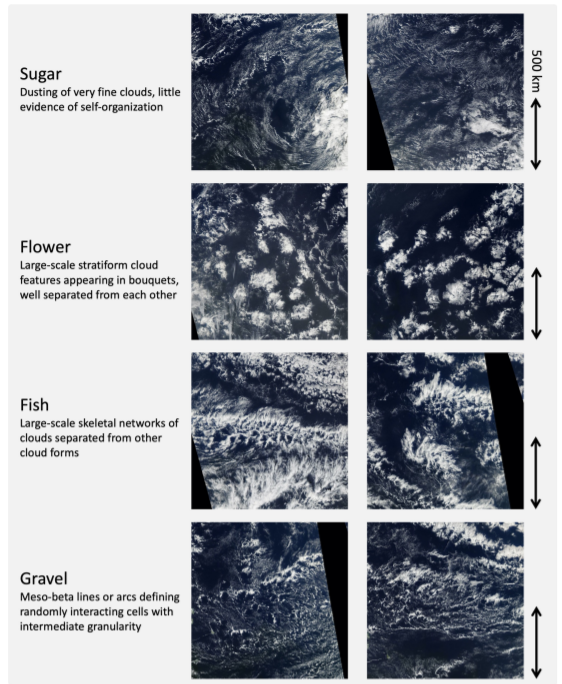 Sugar
Dusting of very fine clouds, little
evidence of self-organization
500 km
Flower
Large-scale stratiform cloud
features appearing in bouquets,
well separated from each other
Fish
Large-scale skeletal networks of
clouds separated from other
cloud forms
Gravel
Meso-beta lines or arcs defining
randomly interacting cells with
intermediate granularity